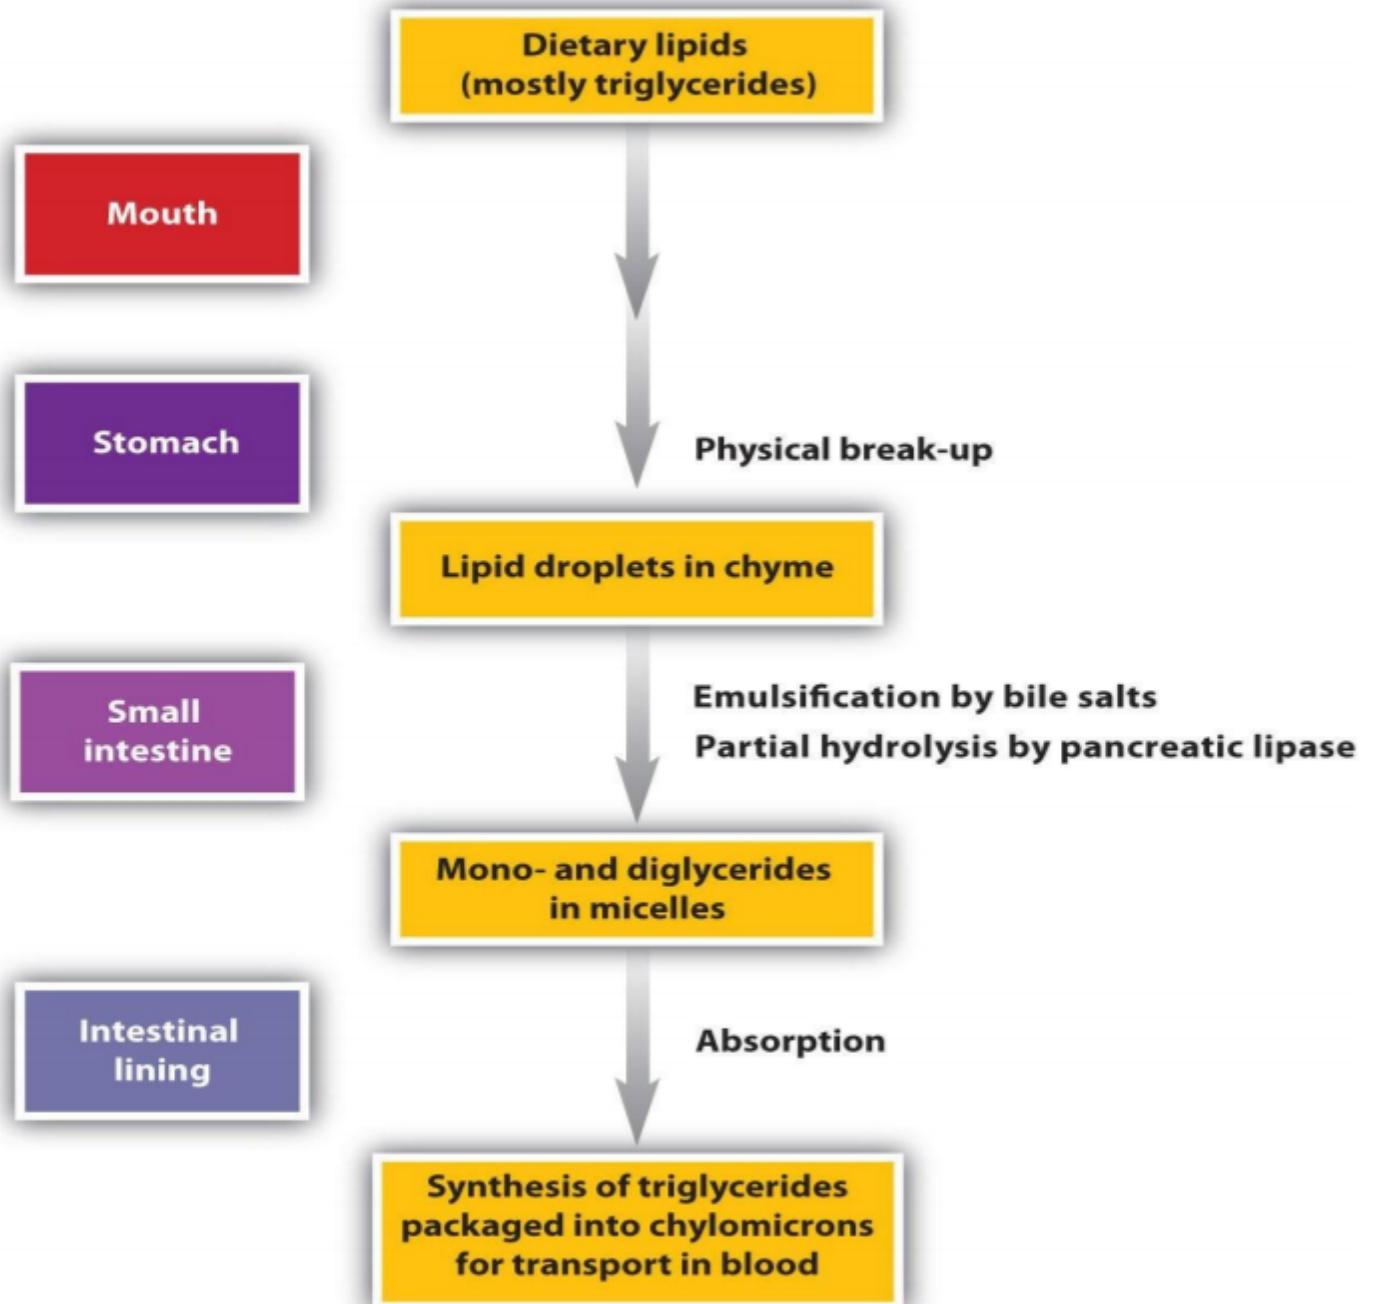 Dietary lipids
(mostly triglycerides)
Mouth
Stomach
Physical break-up
Lipid droplets in chyme
Small
intestine
Emulsification by bile salts
Partial hydrolysis by pancreatic lipase
Mono- and diglycerides
in micelles
Intestinal
lining
Absorption
Synthesis of triglycerides
packaged into chylomicrons
for transport in blood